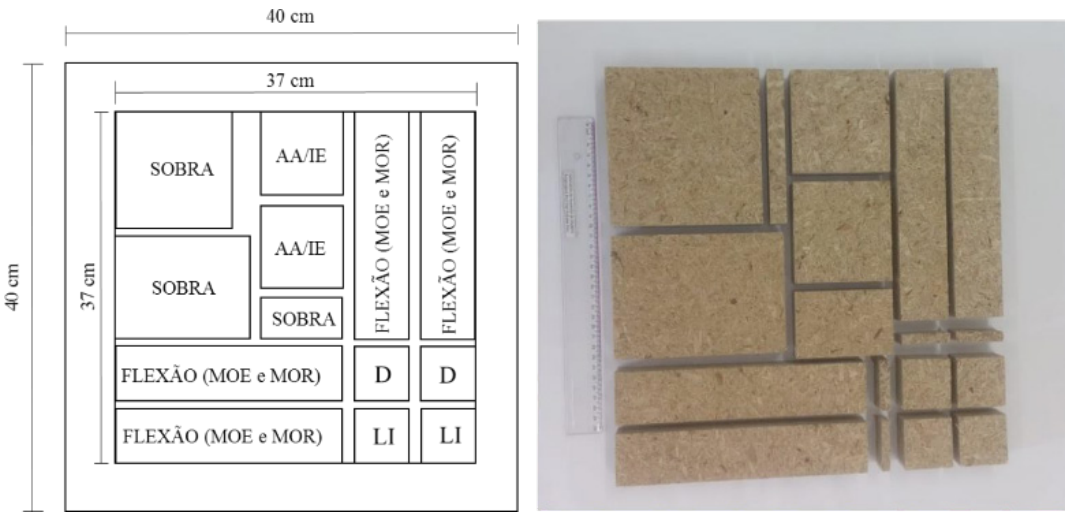 40 cm
37 cm
40 cm
37 cm
SOBRA
AA/IE
FLEXÃO (MOE e MOR)
FLEXÃO (MOE e MOR)
AA/IE
SOBRA
SOBRA
FLEXÃO (MOE e MOR)
D
D
FLEXÃO (MOE e MOR)
LI
LI